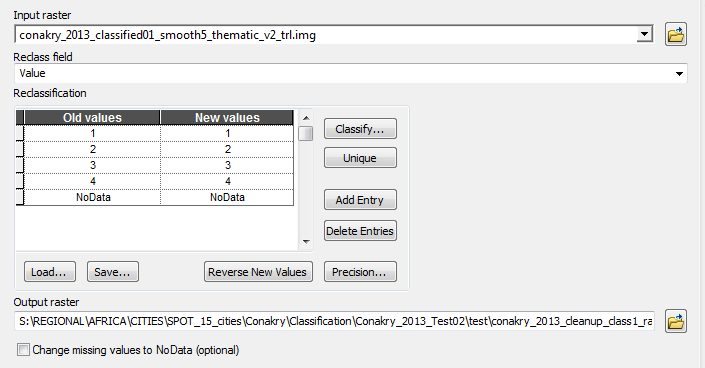 Input raster
conakry_2013_classified01_smooth5_thematic_v2_trl.img
Reclass field
Value
Reclassification
Old values New values
1 1
2 2
3 3
4 4
NoData NoData
Classify...
Unique
Add Entry
Delete Entries
Load... Save... Reverse New Values Precision...
Output raster
S:\REGIONAL\AFRICA\CITIES\SPOT_15_cities\Conakry\Classification\Conakry_2013_Test02\test\conakry_2013_cleanup_class1_ra
Change missing values to NoData (optional)